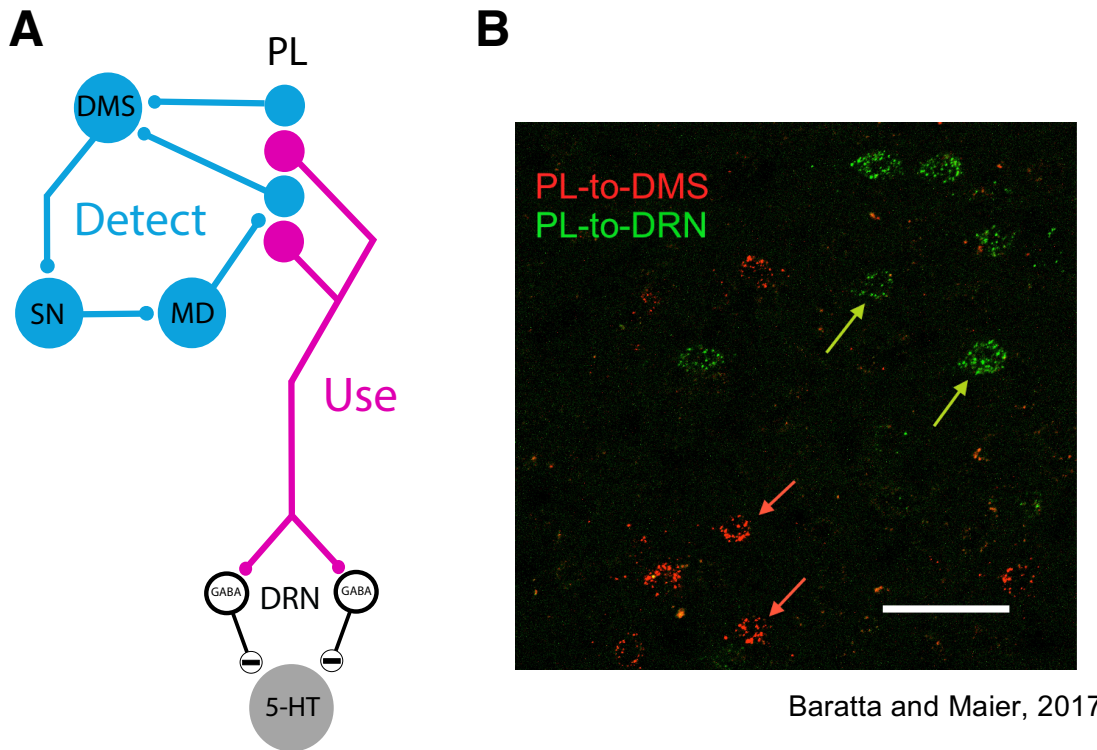 A
PL
DMS
Detect
SN
MD
Use
GABA
DRN
GABA
5-HT
B
PL-to-DMS
PL-to-DRN
Baratta and Maier, 2017